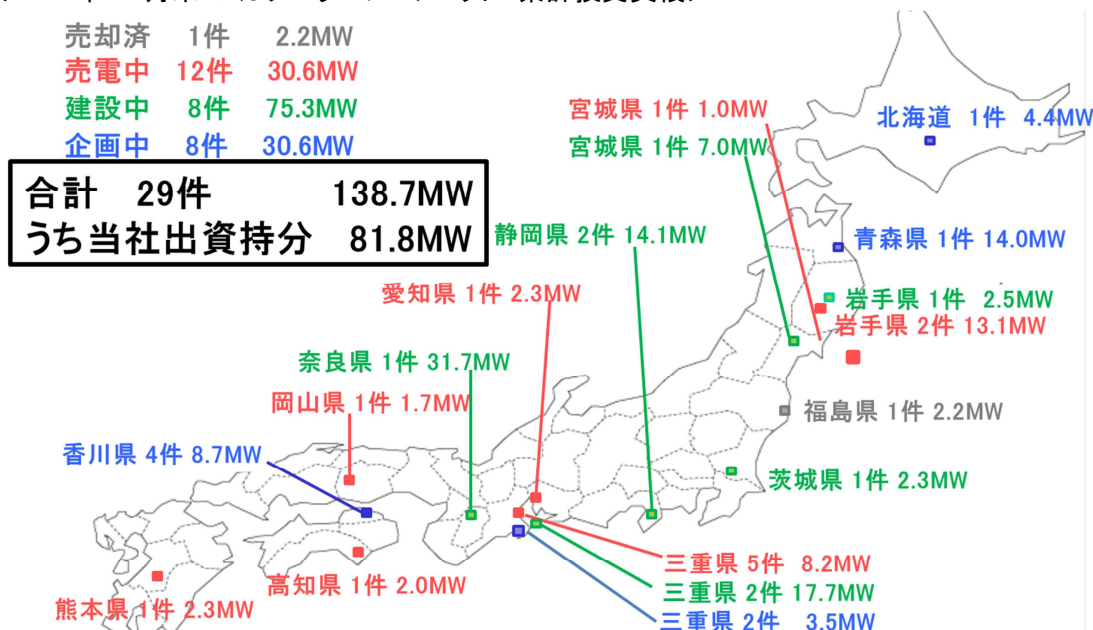 売却済 1件 2.2MW
売電中 12件 30.6MW
建設中 8件 75.3MW
企画中 8件 30.6MW
合計 29件 138.7MW
うち当社出資持分 81.8MW
宮城県 1件 1.0MW
北海道 1件 4.4MW
宮城県 1件 7.0MW
静岡県 2件 14.1MW
青森県 1件 14.0MW
愛知県 1件 2.3MW
岩手県 1件 2.5MW
岩手県 2件 13.1MW
奈良県 1件 31.7MW
岡山県 1件 1.7MW
福島県 1件 2.2MW
香川県 4件 8.7MW
茨城県 1件 2.3MW
三重県 5件 8.2MW
高知県 1件 2.0MW
三重県 2件 17.7MW
熊本県 1件 2.3MW
三重県 2件 3.5MW